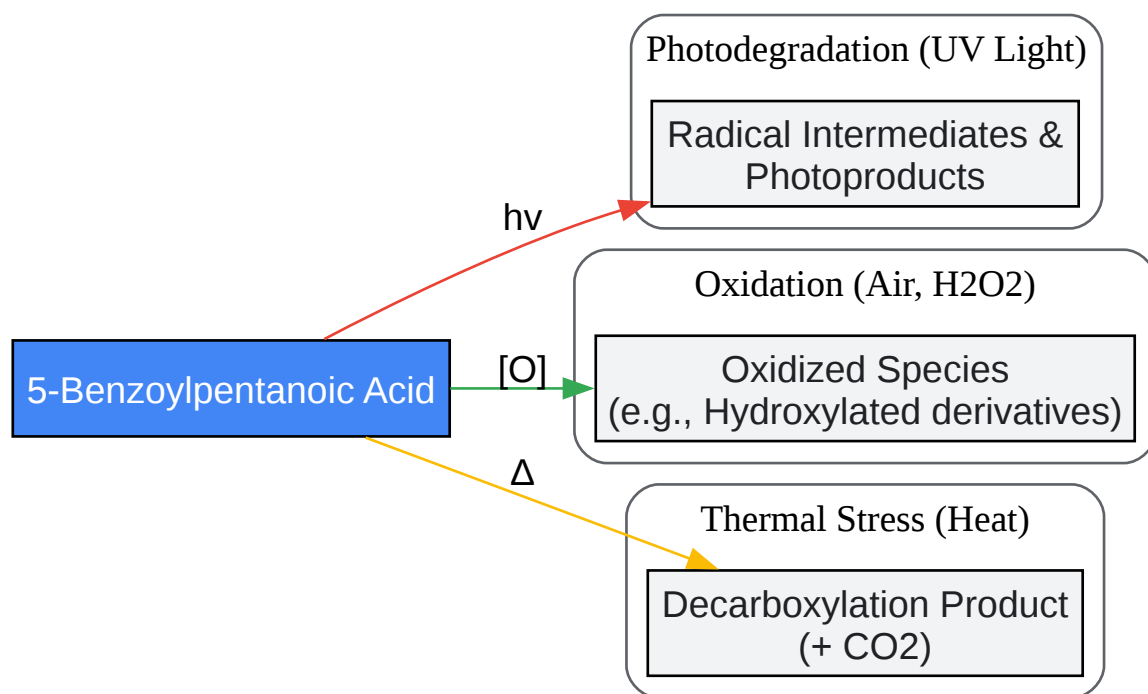 Photodegradation (UV Light)
Radical Intermediates &
Photoproducts
hv
Oxidation (Air, H2O2)
5-Benzoylpentanoic Acid
[O]
Oxidized Species
(e.g., Hydroxylated derivatives)
Δ
Thermal Stress (Heat)
Decarboxylation Product
(+ CO2)